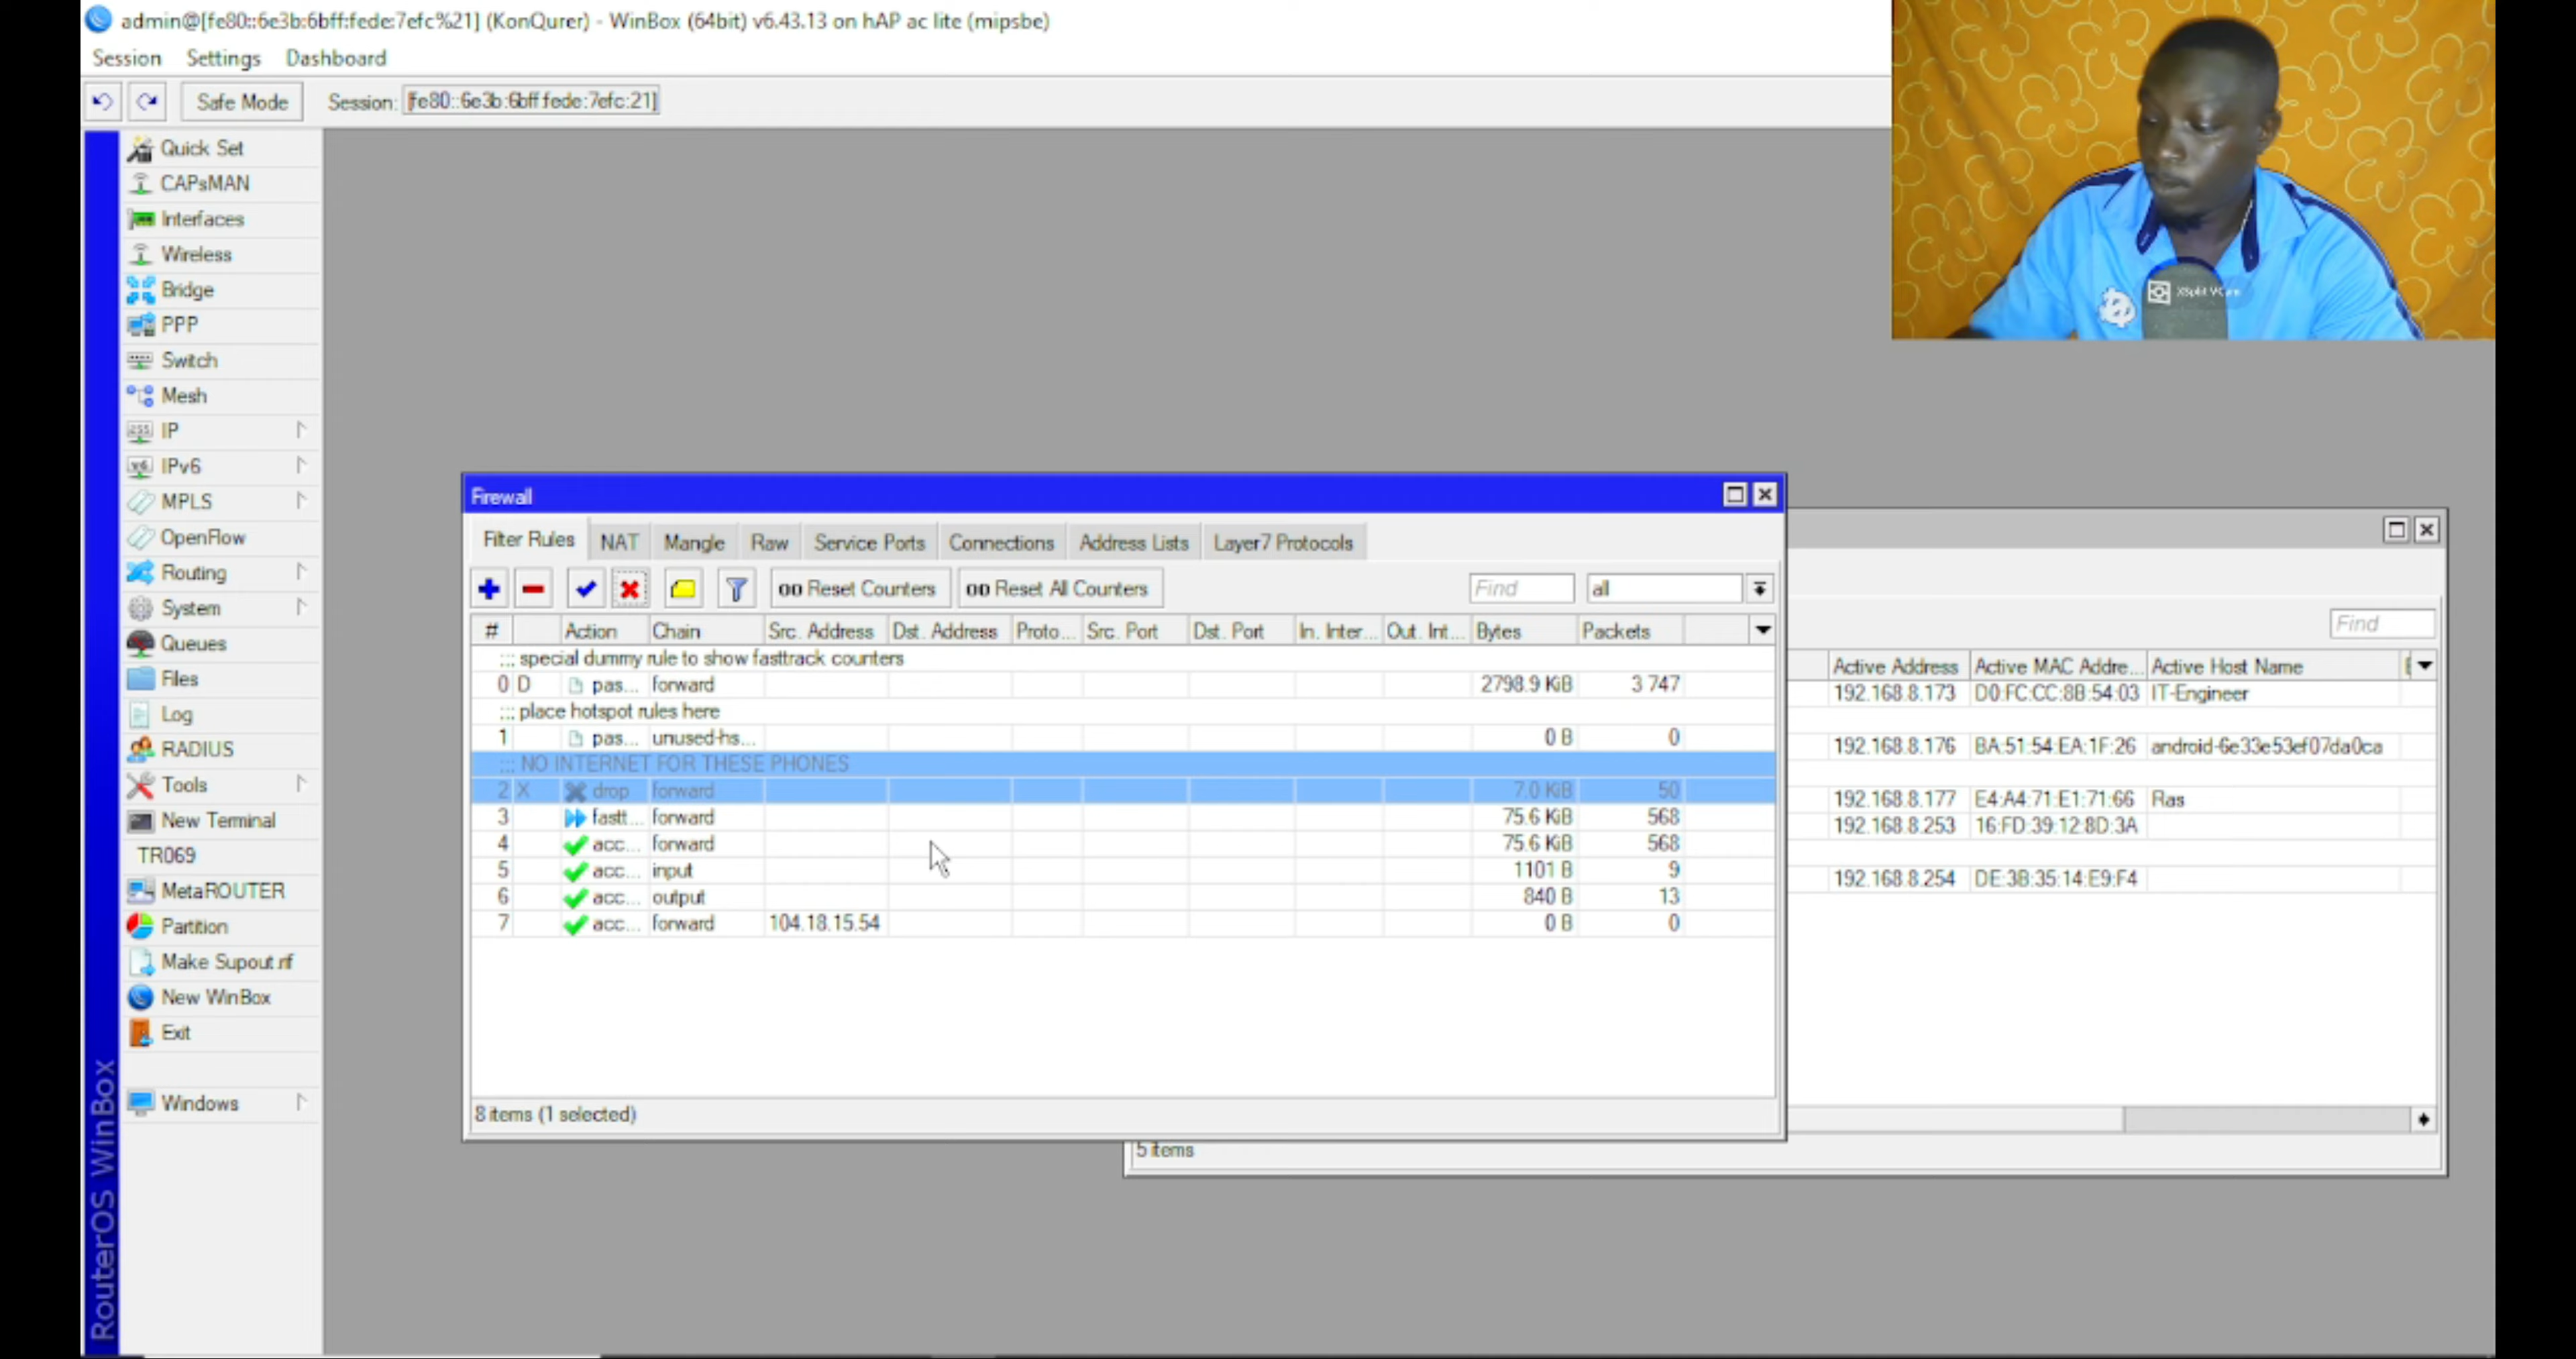 admin@[fe80::6e3b:6bff:fede:7efc%21] (KonQurer) - WinBox (64bit) v6.43.13 on hAP ac lite (mipsbe)
Session Settings Dashboard
Safe Mode Session: [fe80::6e3b:6bff:fede:7efc:21]
Quick Set
CAPsMAN
Interfaces
Wireless
Bridge
PPP
Switch
Mesh
IP
IPv6
MPLS
OpenFlow
Routing
System
Queues
Files
Log
RADIUS
Tools
New Terminal
TR069
MetaROUTER
Partition
Make Supout.rif
New WinBox
Exit
Windows
RouterOS WinBox
XSplit VCam
Firewall
Filter Rules NAT Mangle Raw Service Ports Connections Address Lists Layer7 Protocols
00 Reset Counters 00 Reset All Counters Find all
# Action Chain Src. Address Dst. Address Proto... Src. Port Dst. Port In. Inter... Out. Int... Bytes Packets
::: special dummy rule to show fasttrack counters
0 D pas... forward 2798.9 KiB 3 747
::: place hotspot rules here
1 pas... unused-hs... 0 B 0
::: NO INTERNET FOR THESE PHONES
2 X drop forward 7.0 KiB 50
3 fastt... forward 75.6 KiB 568
4 acc... forward 75.6 KiB 568
5 acc... input 1101 B 9
6 acc... output 840 B 13
7 acc... forward 104.18.15.54 0 B 0
8 items (1 selected)
Find
Active Address Active MAC Addre... Active Host Name
192.168.8.173 D0:FC:CC:8B:54:03 IT-Engineer
192.168.8.176 BA:51:54:EA:1F:26 android-6e33e53ef07da0ca
192.168.8.177 E4:A4:71:E1:71:66 Ras
192.168.8.253 16:FD:39:12:8D:3A
192.168.8.254 DE:3B:35:14:E9:F4
5 items